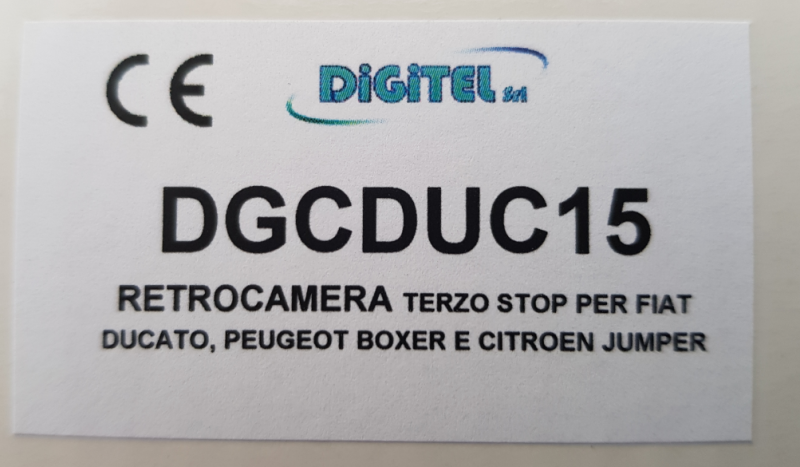 CE DiGiTEL Srl
DGCDUC15
RETROCAMERA TERZO STOP PER FIAT
DUCATO, PEUGEOT BOXER E CITROEN JUMPER